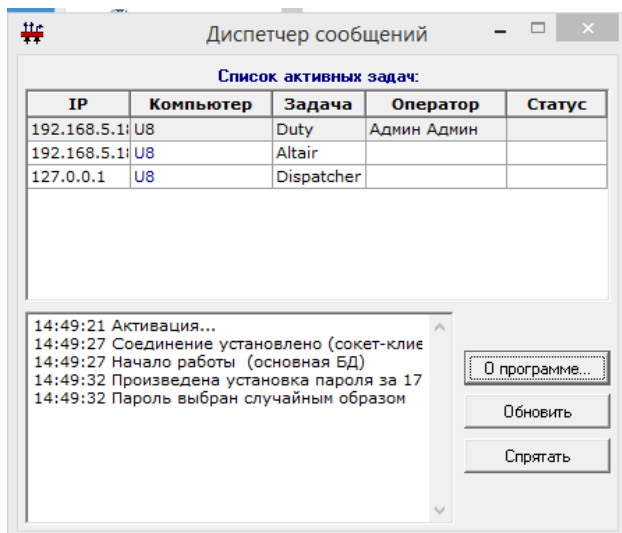 Диспетчер сообщений
Список активных задач:
IP Компьютер Задача Оператор Статус
192.168.5.1 U8 Duty Админ Админ
192.168.5.1 U8 Altair
127.0.0.1 U8 Dispatcher
14:49:21 Активация...
14:49:27 Соединение установлено (сокет-клие
14:49:27 Начало работы (основная БД)
14:49:32 Произведена установка пароля за 17
14:49:32 Пароль выбран случайным образом
О программе...
Обновить
Спрятать